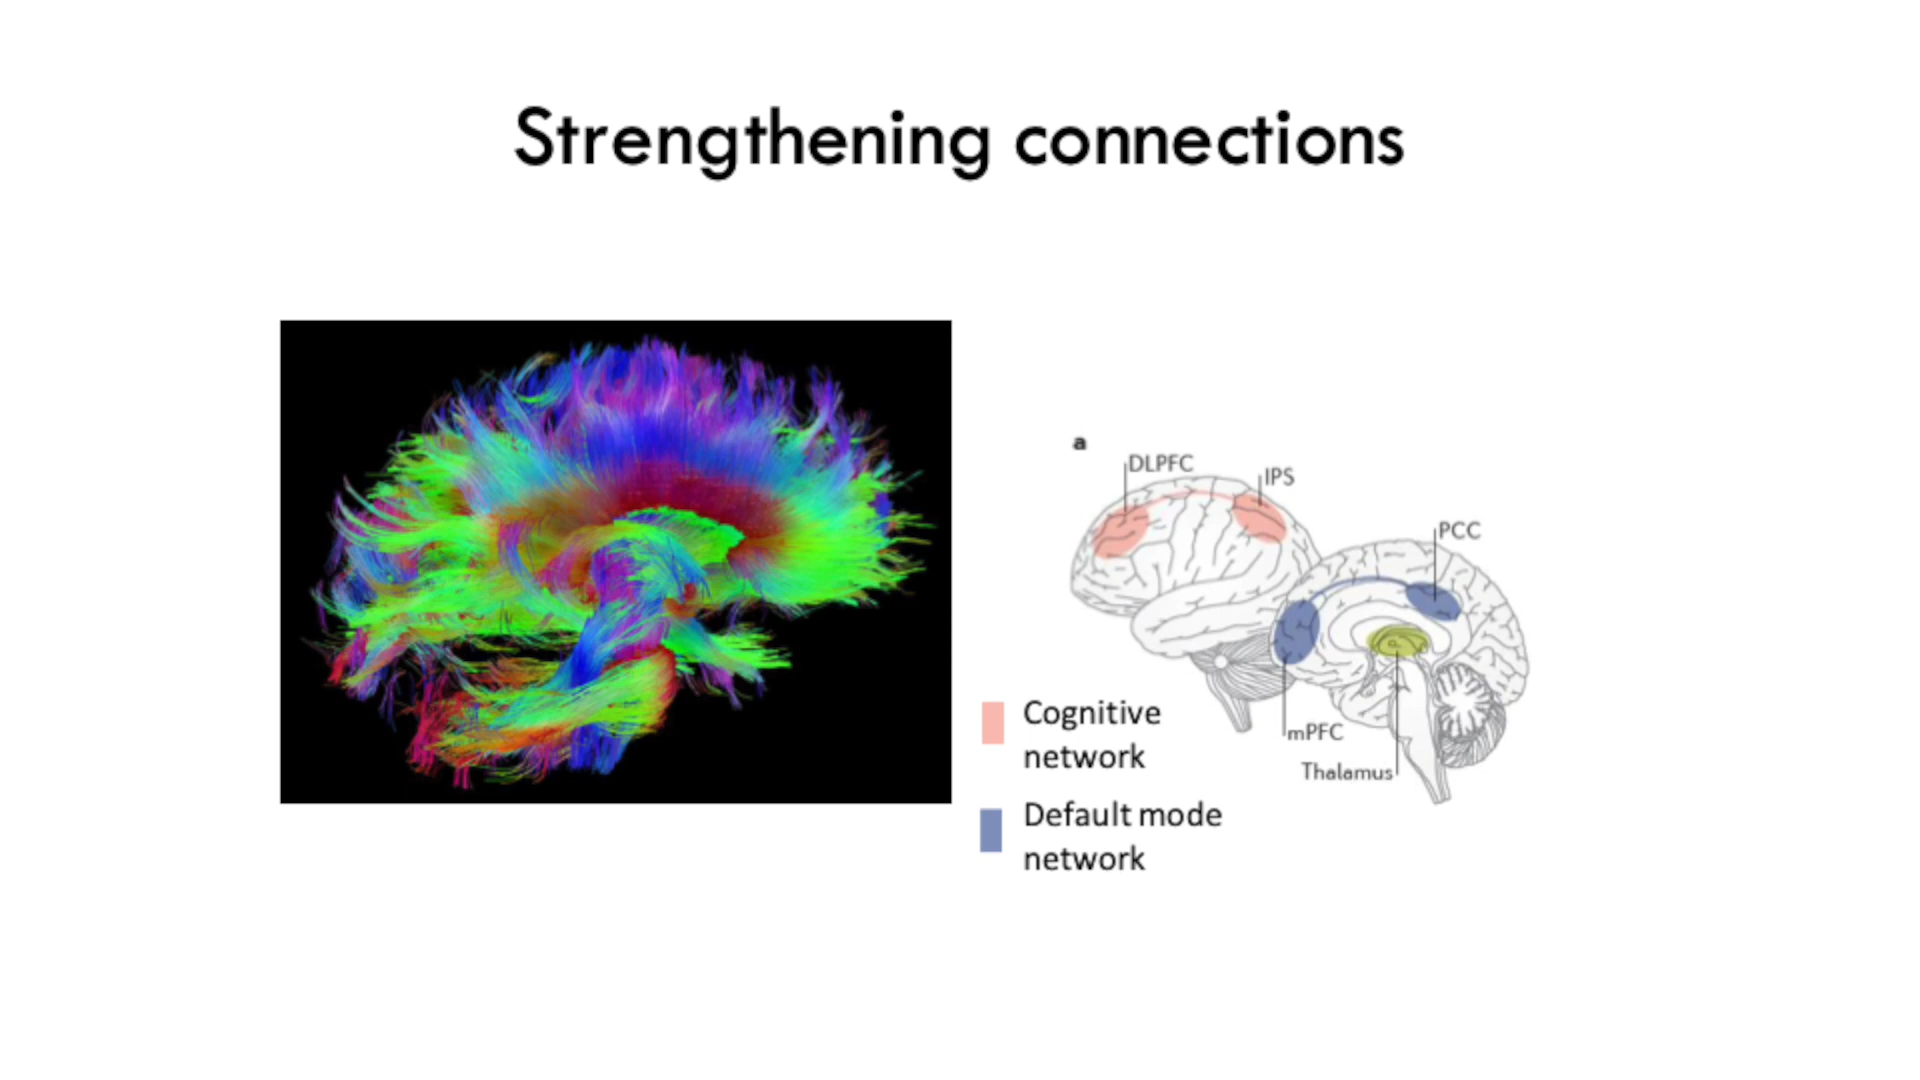 Strengthening connections
a
DLPFC
IPS
PCC
mPFC
Thalamus
Cognitive
network
Default mode
network